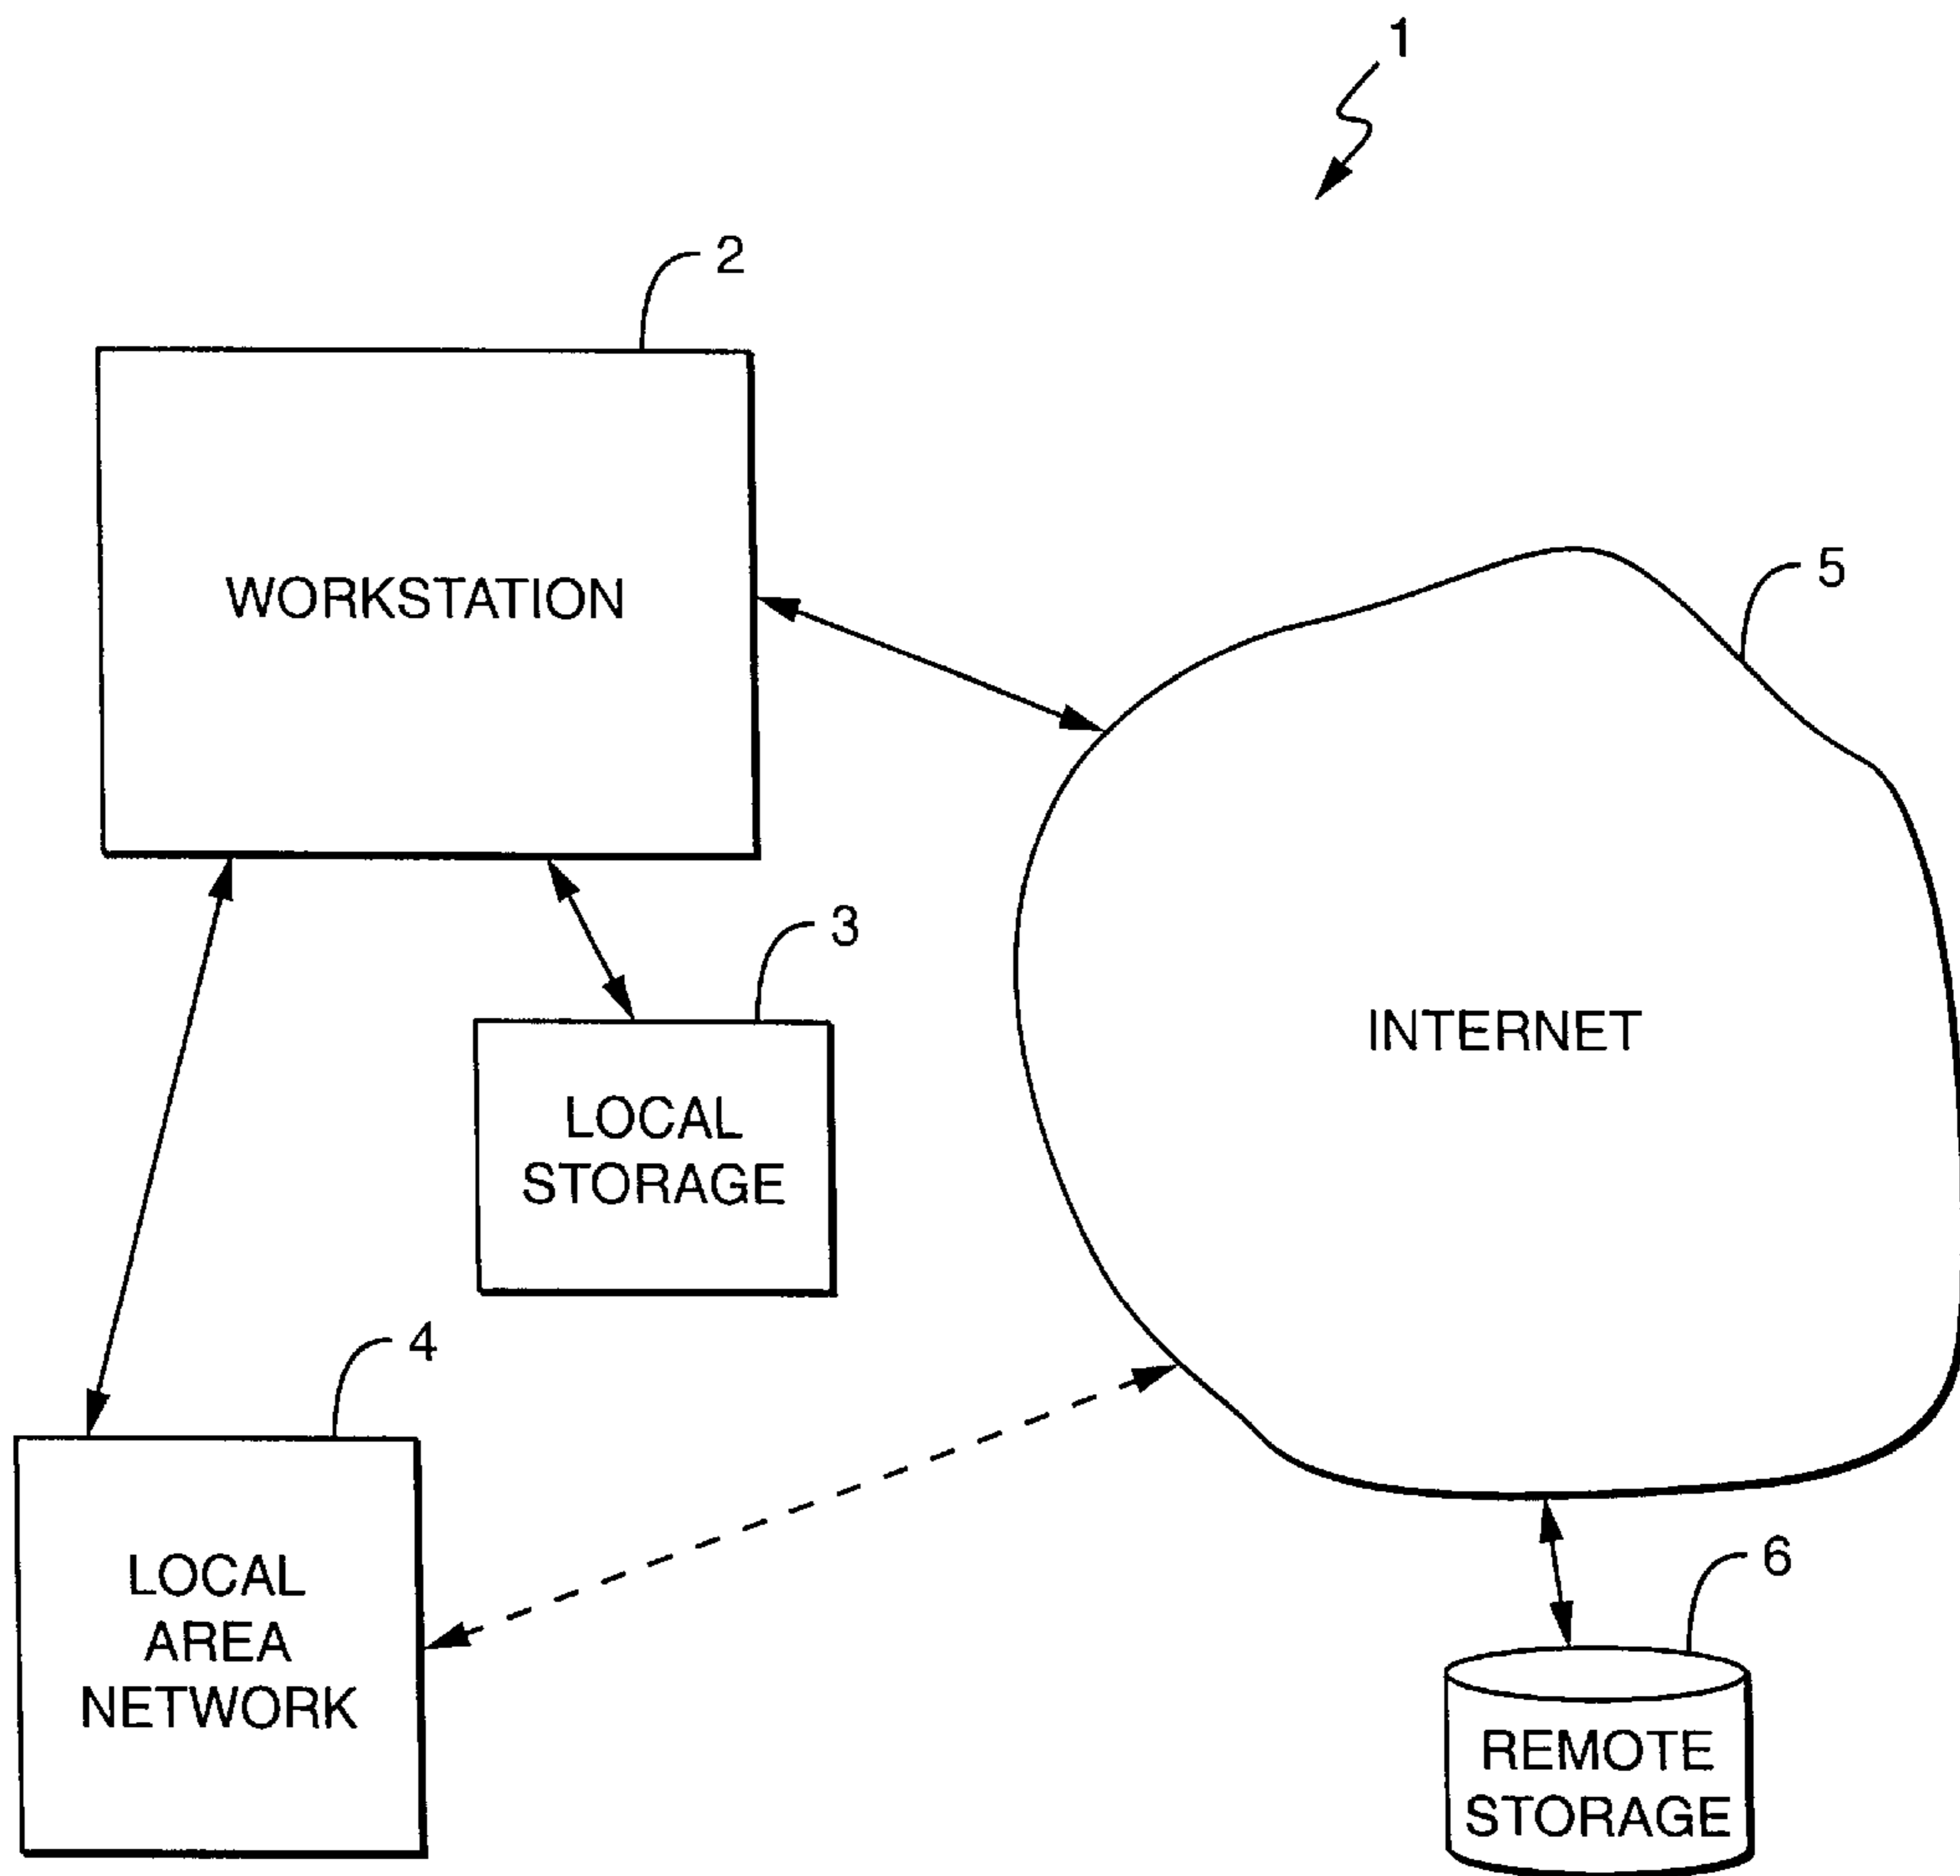 1
2
WORKSTATION
5
3
INTERNET
LOCAL
STORAGE
4
LOCAL
AREA
NETWORK
6
REMOTE
STORAGE